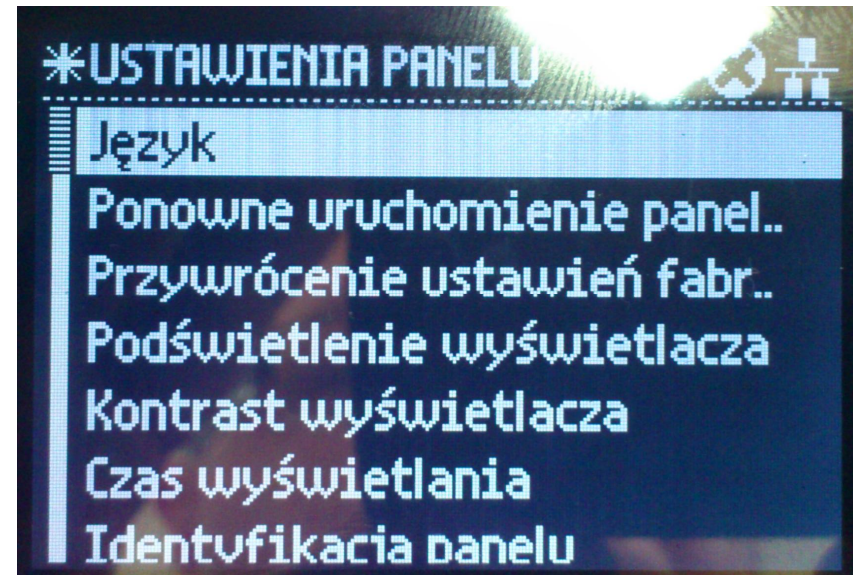 USTAWIENIA PANELU
Język
Ponowne uruchomienie panel..
Przywrócenie ustawień fabr..
Podświetlenie wyświetlacza
Kontrast wyświetlacza
Czas wyświetlania
Identyfikacja panelu